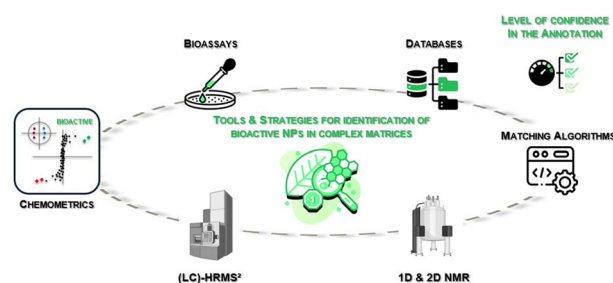 LEVEL OF CONFIDENCE
IN THE ANNOTATION
BIOASSAYS
DATABASES
TOOLS & STRATEGIES FOR IDENTIFICATION OF
BIOACTIVE NPS IN COMPLEX MATRICES
BIOACTIVE
MATCHING ALGORITHMS
CHEMOMETRICS
(LC)-HRMS²
1D & 2D NMR